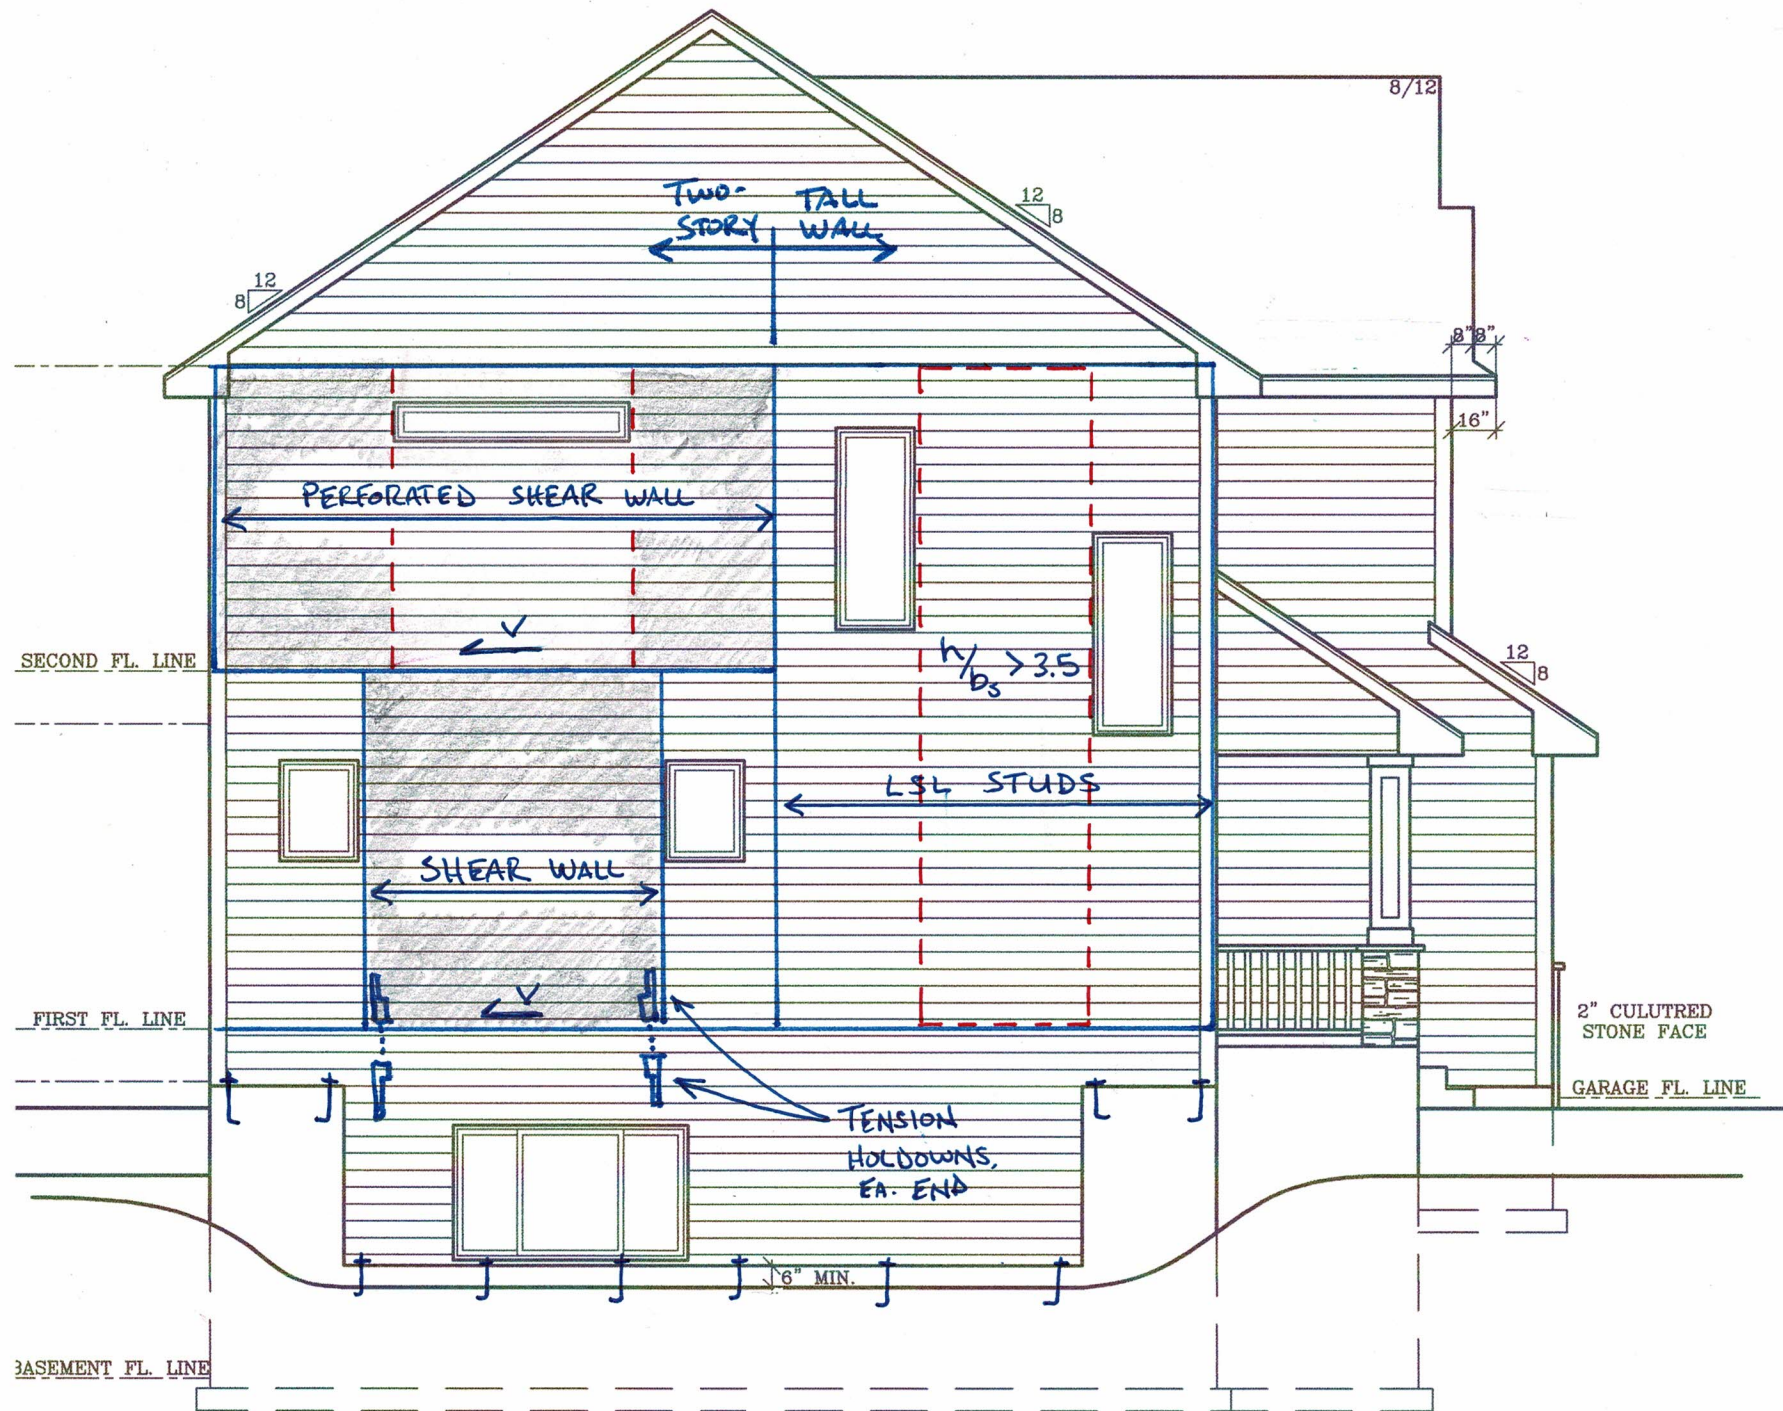 8/12
TWO-
STORY
TALL
WALL
12
8
12
8
8"8"
16"
PERFORATED SHEAR WALL
V
SECOND FL. LINE
h/bs > 3.5
12
8
LSL STUDS
SHEAR WALL
V
FIRST FL. LINE
2" CULUTRED
STONE FACE
GARAGE FL. LINE
TENSION
HOLDOWNS,
EA. END
6" MIN.
BASEMENT FL. LINE